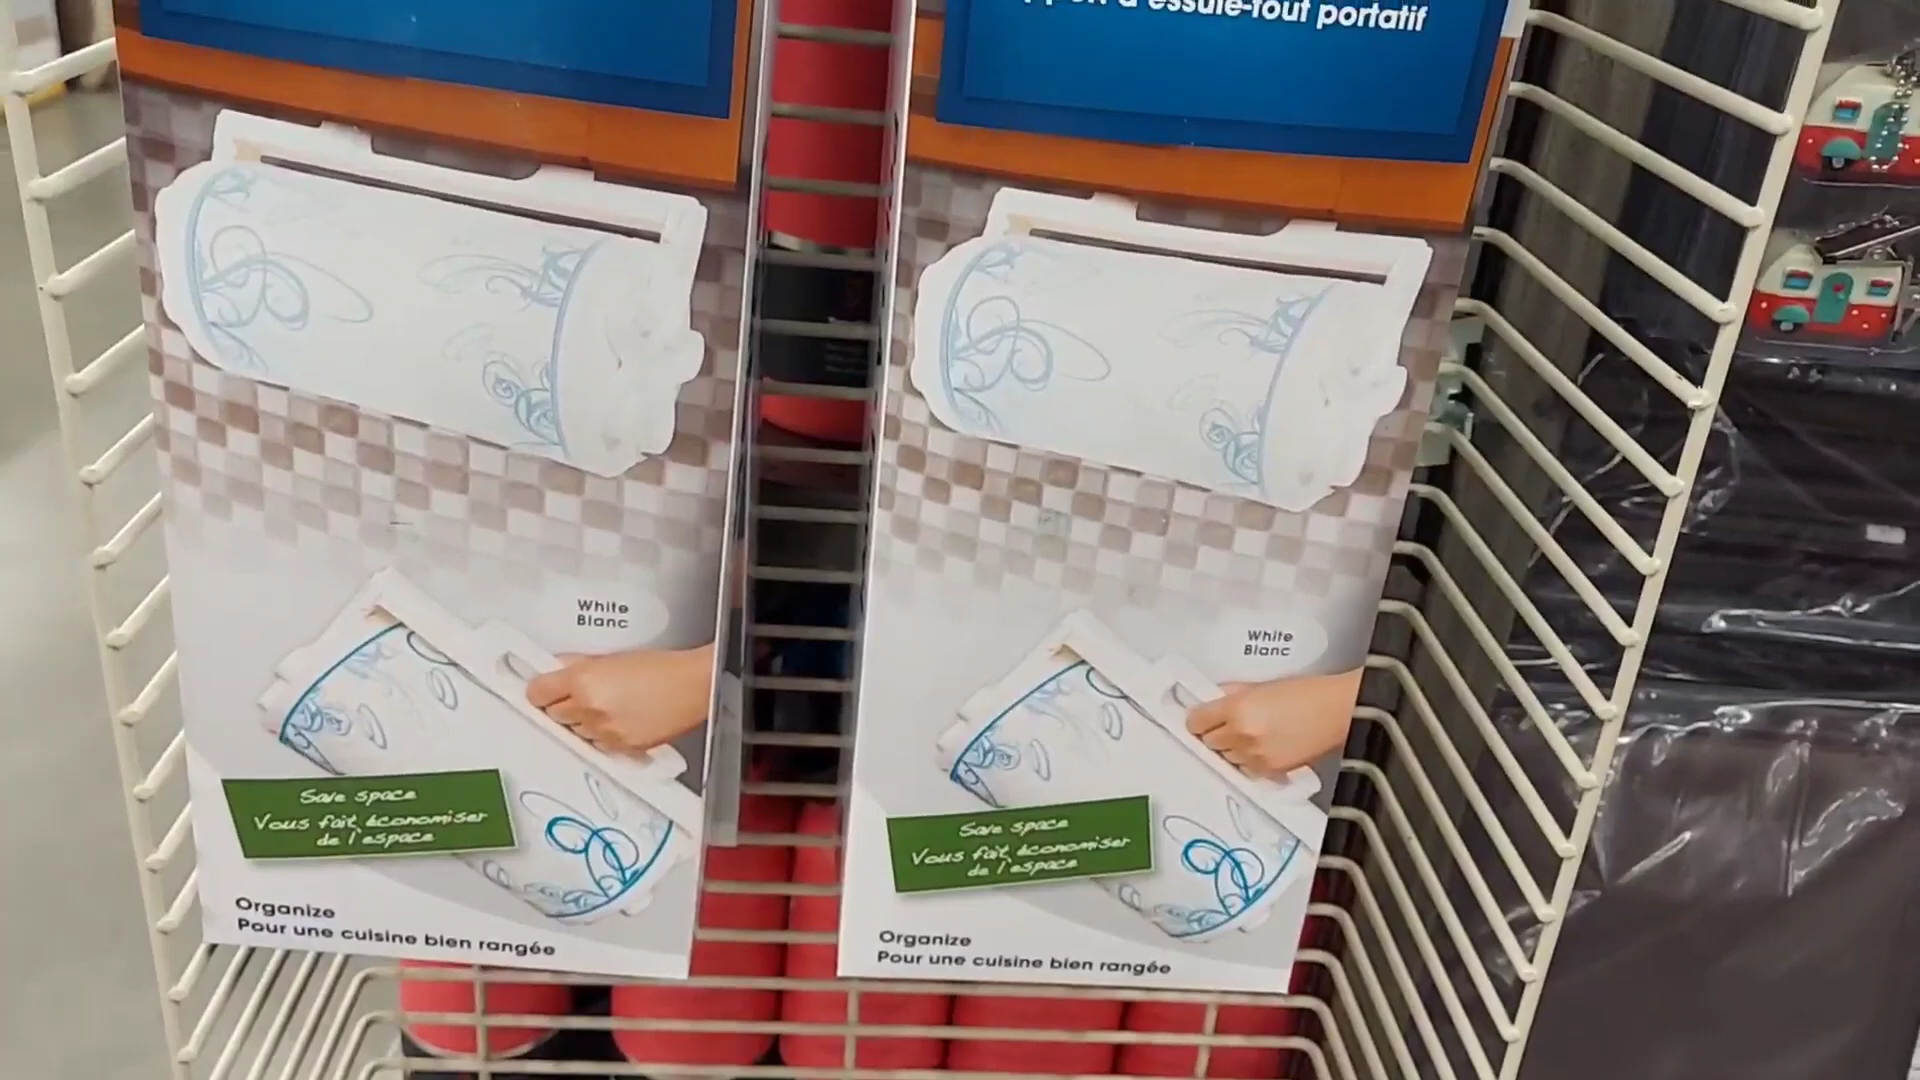 d'essuie-tout portatif
White
Blanc
Save space
Vous fait économiser
de l'espace
Organize
Pour une cuisine bien rangée
White
Blanc
Save space
Vous fait économiser
de l'espace
Organize
Pour une cuisine bien rangée